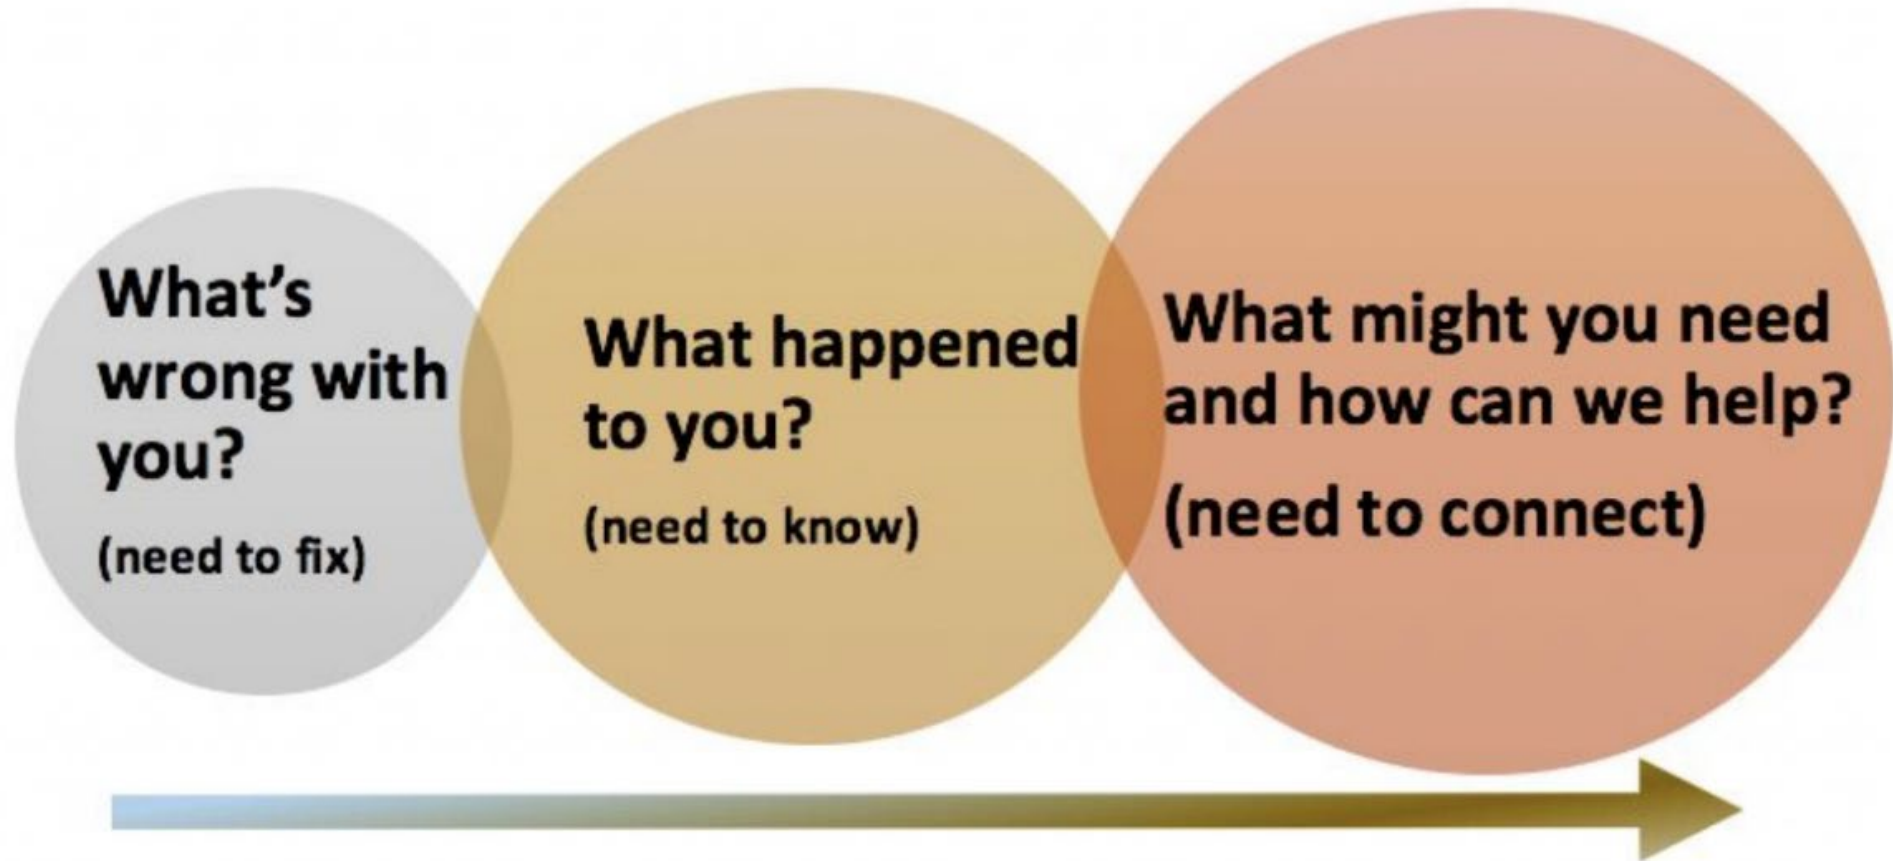 What’s
wrong with
you?
(need to fix)
What happened
to you?
(need to know)
What might you need
and how can we help?
(need to connect)